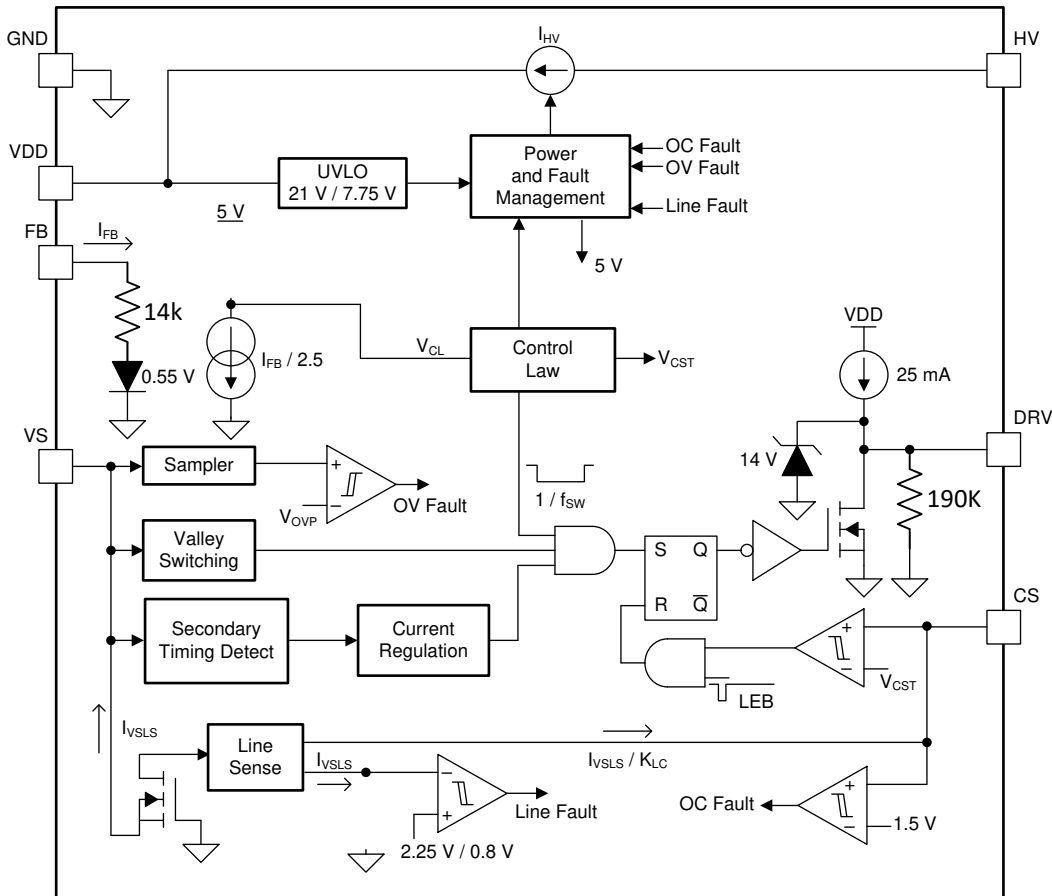 GND
HV
I_HV
VDD
UVLO
21 V / 7.75 V
Power
and Fault
Management
OC Fault
OV Fault
Line Fault
5 V
5 V
FB
I_FB
14k
0.55 V
I_FB / 2.5
V_CL
Control
Law
V_CST
VDD
25 mA
DRV
14 V
190K
VS
Sampler
+
−
V_OVP
OV Fault
1 / f_SW
Valley
Switching
S Q
R Q̅
CS
Secondary
Timing Detect
Current
Regulation
+
−
V_CST
LEB
I_VSLS
Line
Sense
I_VSLS
I_VSLS / K_LC
−
+
Line Fault
2.25 V / 0.8 V
OC Fault
+
−
1.5 V